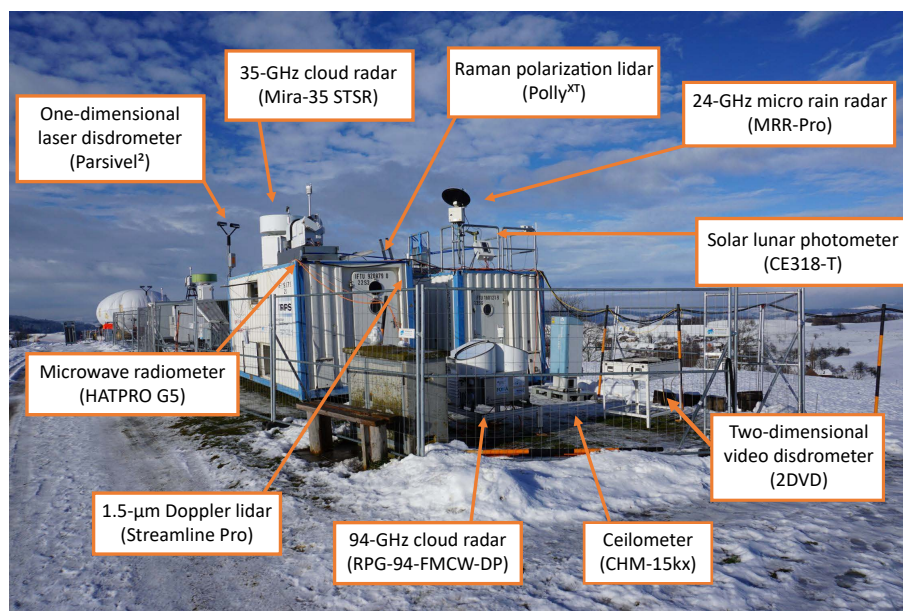 35-GHz cloud radar
(Mira-35 STSR)
Raman polarization lidar
(Polly^XT)
One-dimensional
laser disdrometer
(Parsivel²)
24-GHz micro rain radar
(MRR-Pro)
Solar lunar photometer
(CE318-T)
Microwave radiometer
(HATPRO G5)
Two-dimensional
video disdrometer
(2DVD)
1.5-µm Doppler lidar
(Streamline Pro)
94-GHz cloud radar
(RPG-94-FMCW-DP)
Ceilometer
(CHM-15kx)